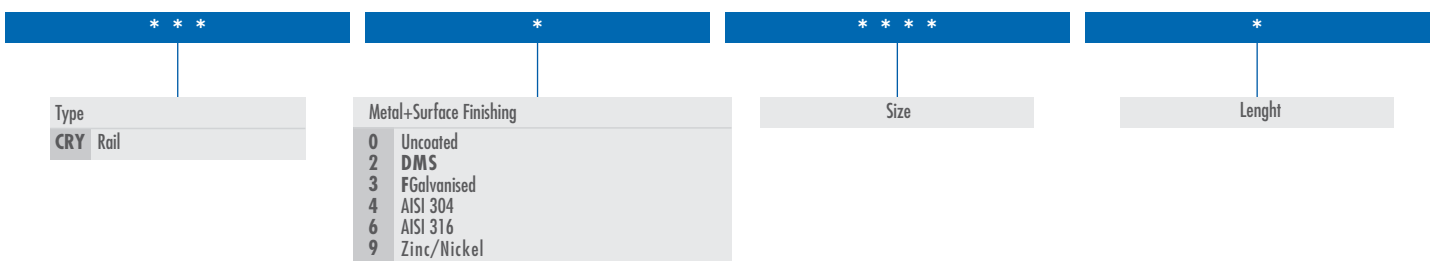 * * *
*
* * * *
*
Type
CRY Rail
Metal+Surface Finishing
0 Uncoated
2 DMS
3 FGalvanised
4 AISI 304
6 AISI 316
9 Zinc/Nickel
Size
Lenght